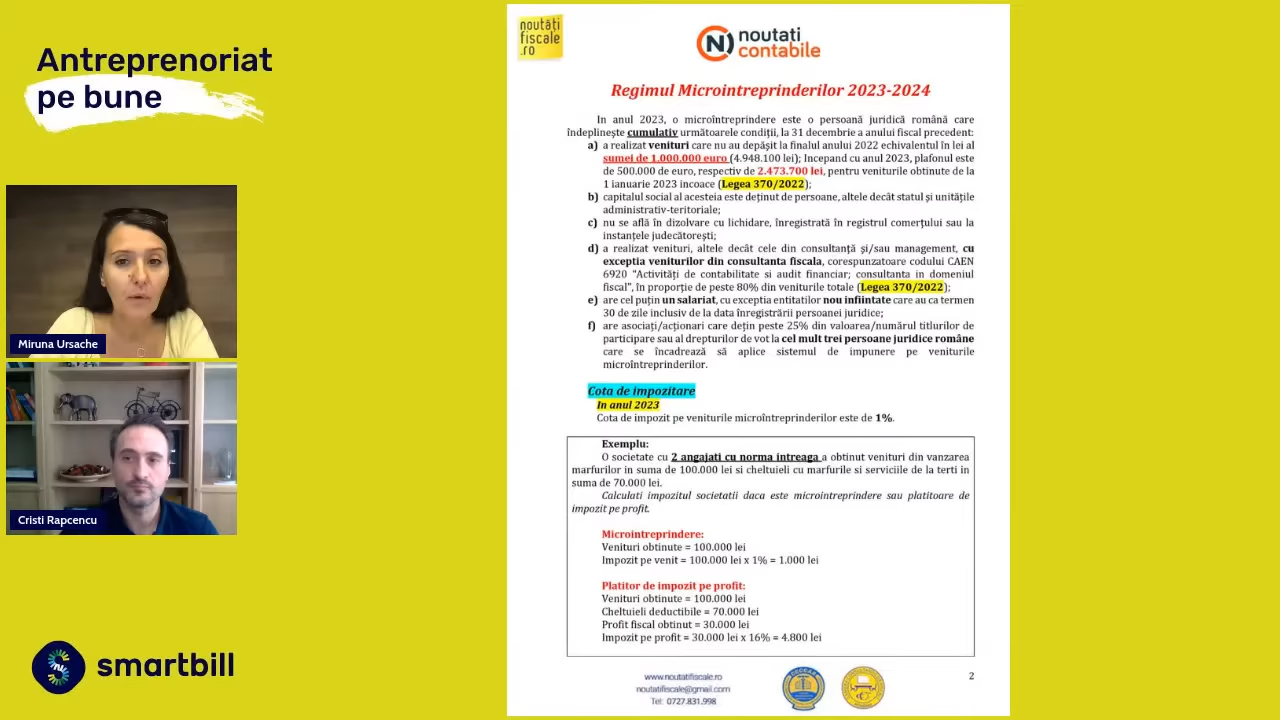 Antreprenoriat
pe bune
Miruna Ursache
Cristi Rapcencu
smartbill
noutăți
fiscale
.ro
noutati
contabile
Regimul Microintreprinderilor 2023-2024
In anul 2023, o microîntreprindere este o persoană juridică română care
îndeplinește cumulativ următoarele condiții, la 31 decembrie a anului fiscal precedent:
a) a realizat venituri care nu au depășit la finalul anului 2022 echivalentul în lei al
sumei de 1.000.000 euro (4.948.100 lei); Incepand cu anul 2023, plafonul este
de 500.000 de euro, respectiv de 2.473.700 lei, pentru veniturile obtinute de la
1 ianuarie 2023 incoace (Legea 370/2022);
b) capitalul social al acesteia este deținut de persoane, altele decât statul și unitățile
administrativ-teritoriale;
c) nu se află în dizolvare cu lichidare, înregistrată în registrul comerțului sau la
instanțele judecătorești;
d) a realizat venituri, altele decât cele din consultanță și/sau management, cu
exceptia veniturilor din consultanta fiscala, corespunzatoare codului CAEN
6920 "Activități de contabilitate si audit financiar; consultanta in domeniul
fiscal", în proporție de peste 80% din veniturile totale (Legea 370/2022);
e) are cel puțin un salariat, cu exceptia entitatilor nou infiintate care au ca termen
30 de zile inclusiv de la data înregistrării persoanei juridice;
f) are asociați/acționari care dețin peste 25% din valoarea/numărul titlurilor de
participare sau al drepturilor de vot la cel mult trei persoane juridice române
care se încadrează să aplice sistemul de impunere pe veniturile
microîntreprinderilor.
Cota de impozitare
In anul 2023
Cota de impozit pe veniturile microîntreprinderilor este de 1%.
Exemplu:
O societate cu 2 angajati cu norma intreaga a obtinut venituri din vanzarea
marfurilor in suma de 100.000 lei si cheltuieli cu marfurile si serviciile de la terti in
suma de 70.000 lei.
Calculati impozitul societatii daca este microintreprindere sau platitoare de
impozit pe profit.
Microintreprindere:
Venituri obtinute = 100.000 lei
Impozit pe venit = 100.000 lei x 1% = 1.000 lei
Platitor de impozit pe profit:
Venituri obtinute = 100.000 lei
Cheltuieli deductibile = 70.000 lei
Profit fiscal obtinut = 30.000 lei
Impozit pe profit = 30.000 lei x 16% = 4.800 lei
www.noutatifiscale.ro
noutatifiscale@gmail.com
Tel: 0727.831.998
2